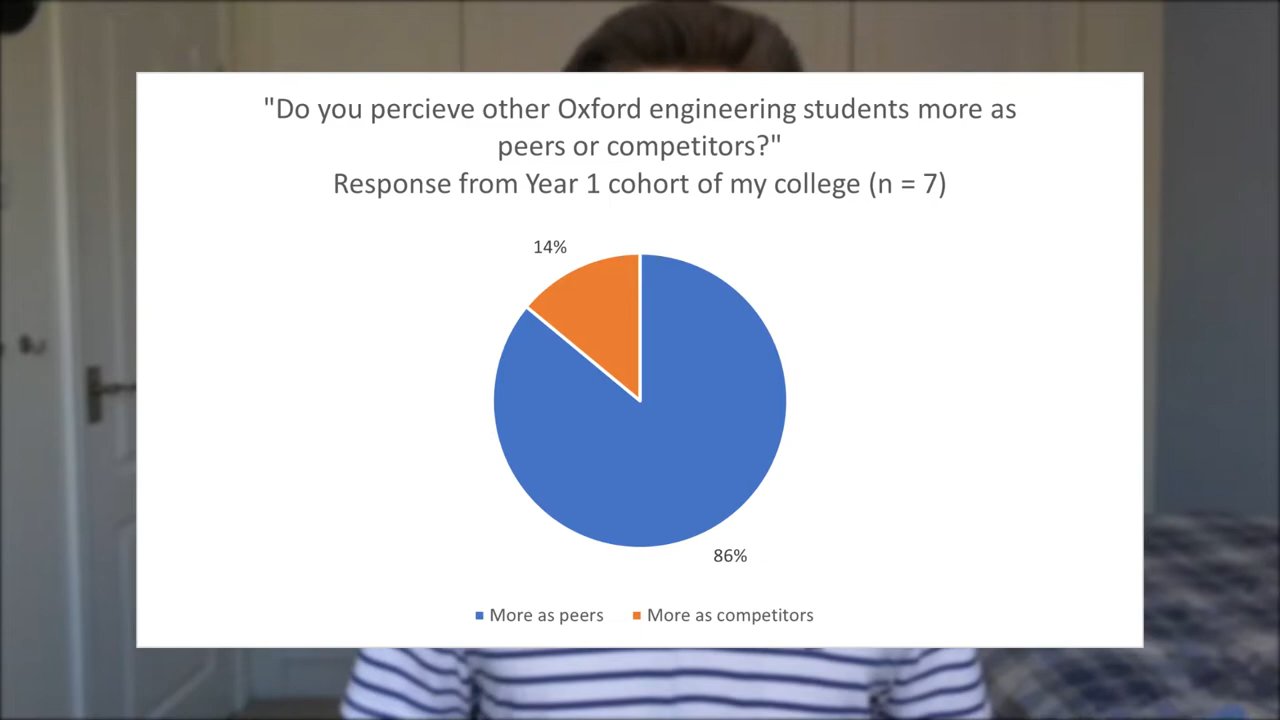 "Do you percieve other Oxford engineering students more as
peers or competitors?"
Response from Year 1 cohort of my college (n = 7)
14%
86%
More as peers More as competitors